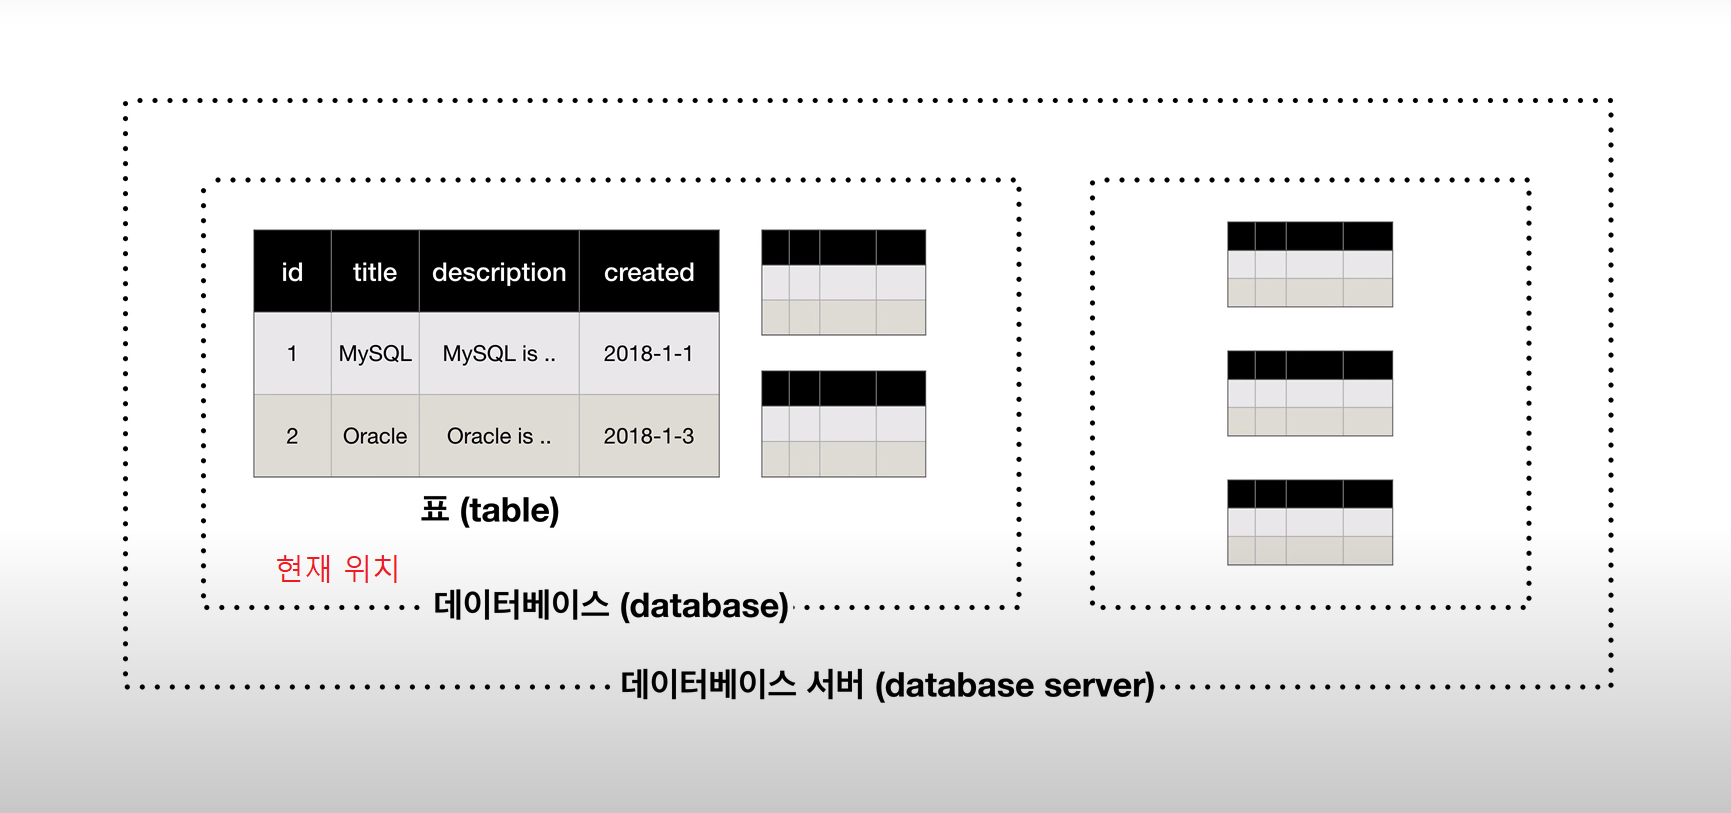 id title description created
1 MySQL MySQL is .. 2018-1-1
2 Oracle Oracle is .. 2018-1-3
표 (table)
현재 위치
데이터베이스 (database)
데이터베이스 서버 (database server)